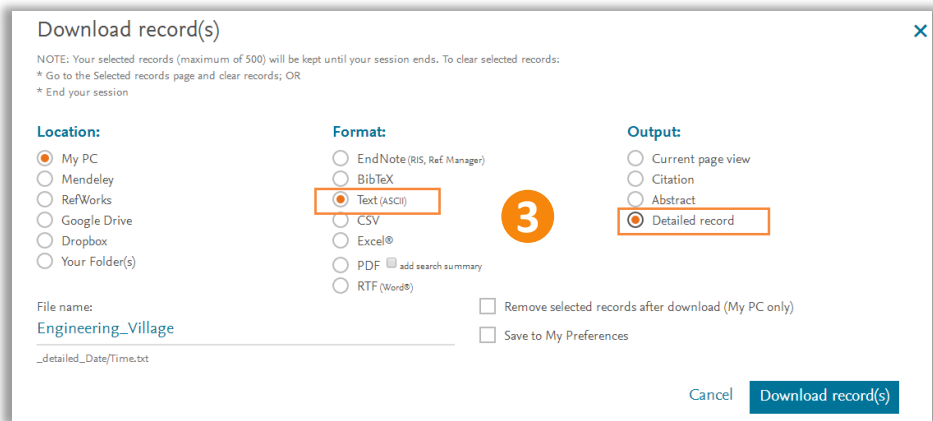 Download record(s)
NOTE: Your selected records (maximum of 500) will be kept until your session ends. To clear selected records:
* Go to the Selected records page and clear records; OR
* End your session
Location:
My PC
Mendeley
RefWorks
Google Drive
Dropbox
Your Folder(s)
Format:
EndNote (RIS, Ref. Manager)
BibTeX
Text (ASCII)
CSV
Excel®
PDF add search summary
RTF (Word®)
3
Output:
Current page view
Citation
Abstract
Detailed record
File name:
Engineering_Village
_detailed_Date/Time.txt
Remove selected records after download (My PC only)
Save to My Preferences
Cancel
Download record(s)